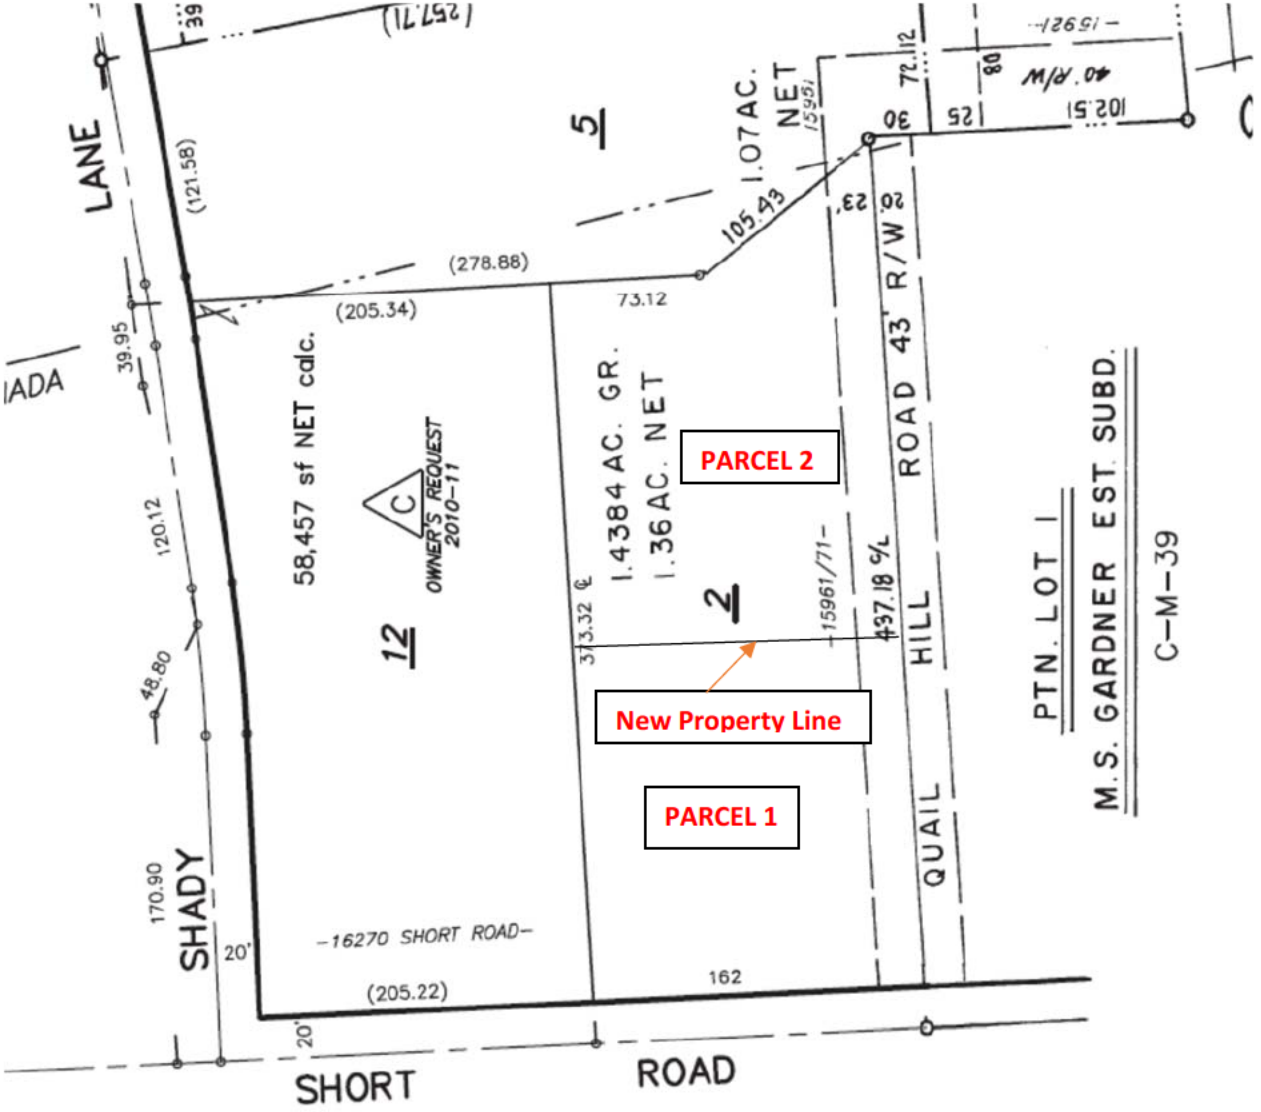 39
(257.71)
-15921-
40' R/W
80
72.12
30
25
102.51
LANE
(121.58)
5
1.07 AC.
NET
15951
105.43
23'
20
(278.88)
(205.34)
73.12
39.95
58,457 sf NET calc.
C
OWNER'S REQUEST
2010-11
1.4384 AC. GR.
1.36 AC. NET
PARCEL 2
QUAIL HILL ROAD 43' R/W
120.12
12
373.32 ℄
2
-15961/71-
437.18 C/L
PTN. LOT 1
M.S. GARDNER EST. SUBD.
C-M-39
48.80
New Property Line
PARCEL 1
170.90
SHADY
20'
-16270 SHORT ROAD-
(205.22)
162
20'
SHORT ROAD